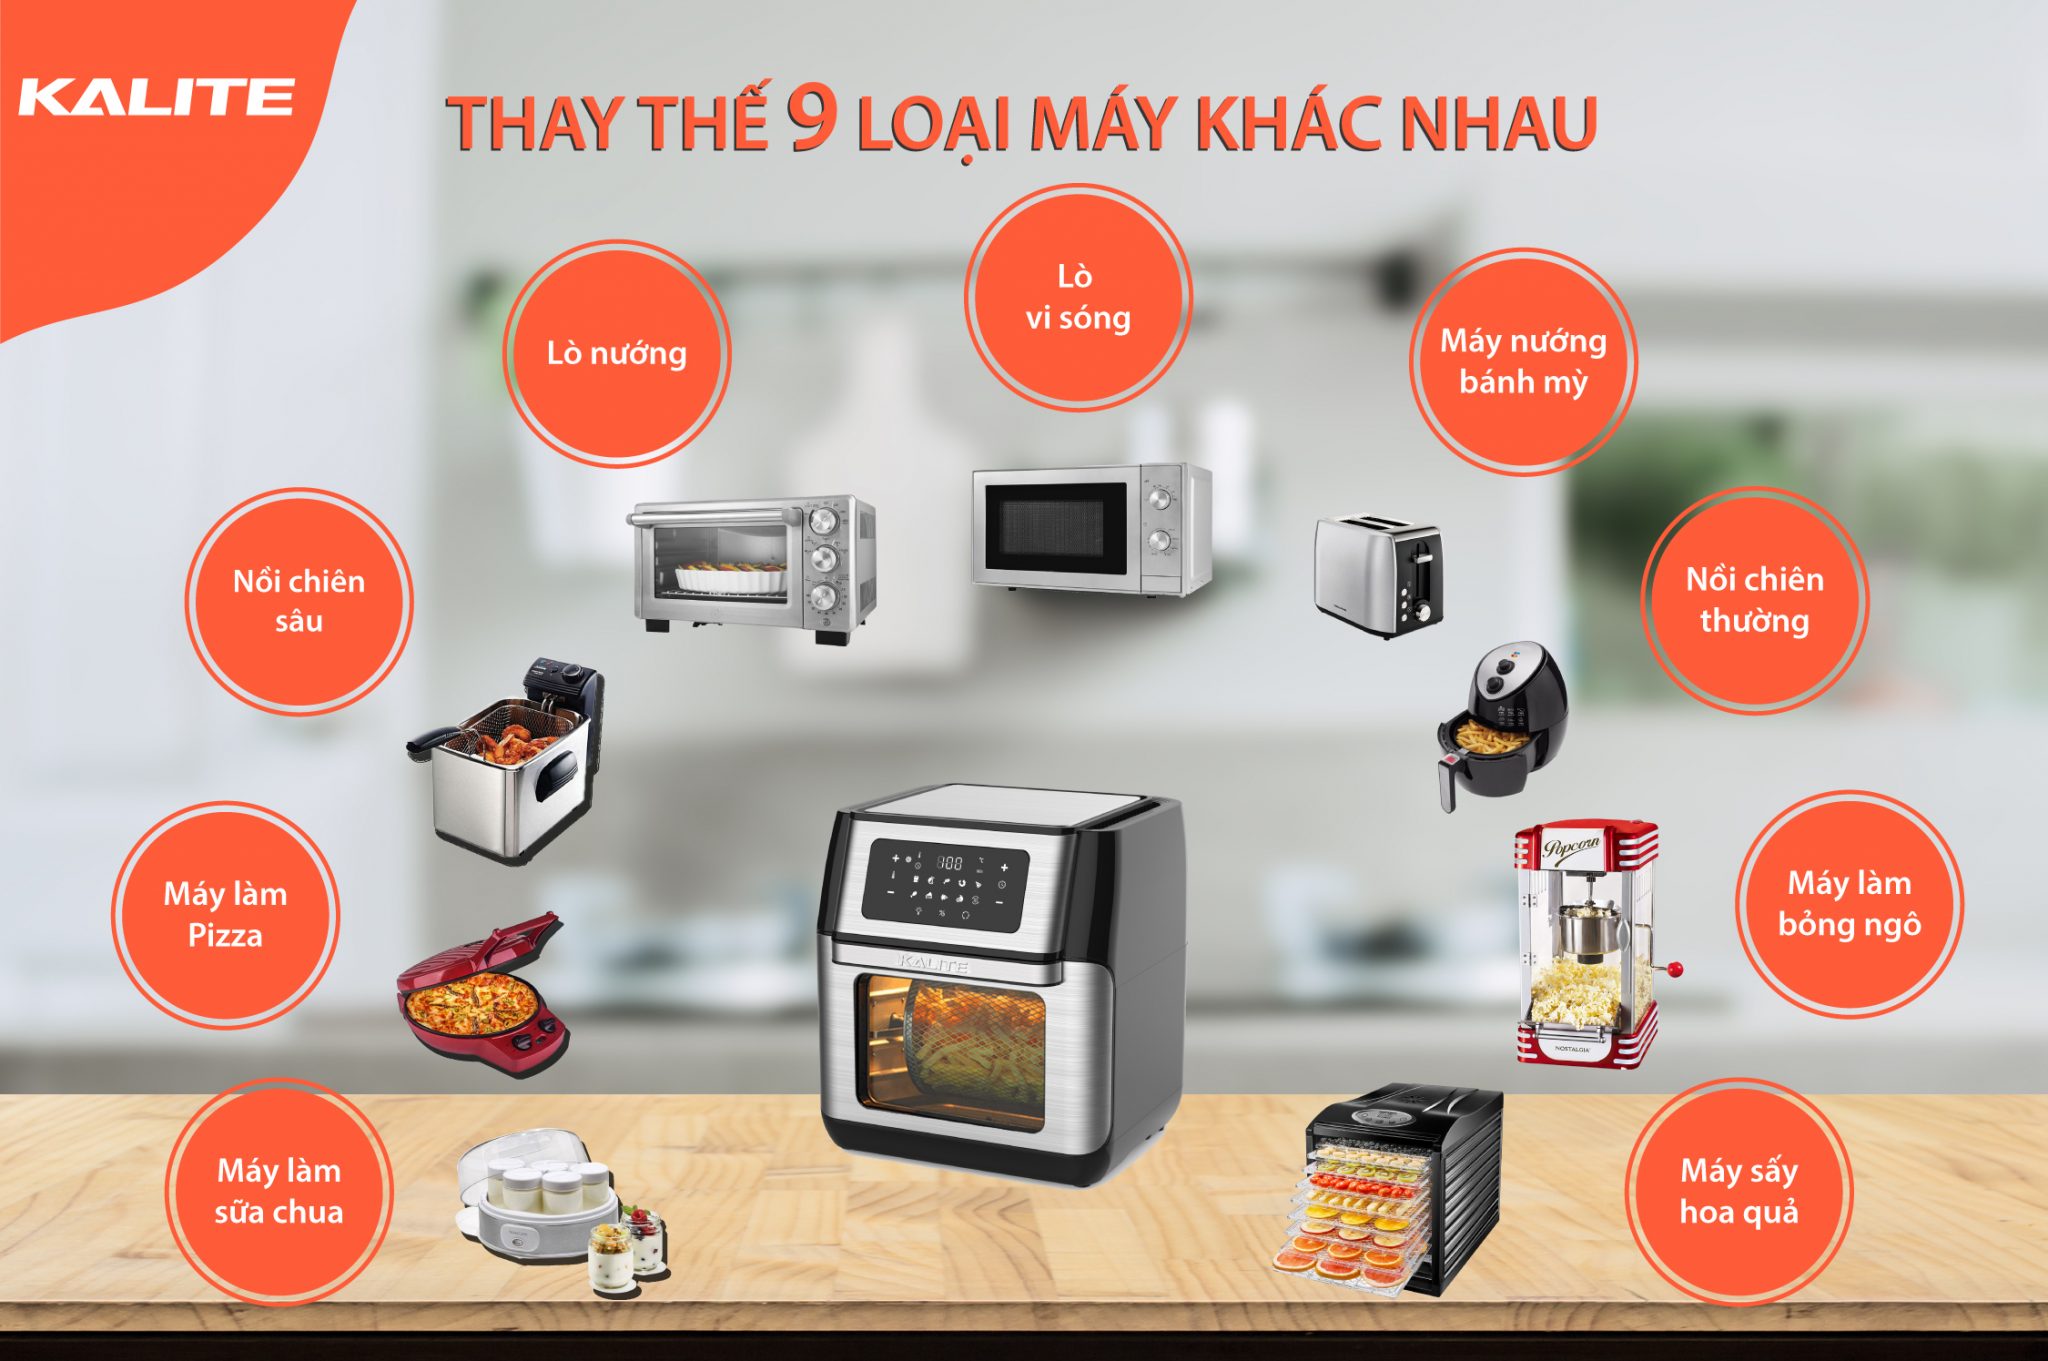 KALITE
THAY THẾ 9 LOẠI MÁY KHÁC NHAU
Lò
vi sóng
Lò nướng
Máy nướng
bánh mỳ
Nồi chiên
sâu
Nồi chiên
thường
Máy làm
Pizza
Máy làm
bỏng ngô
Máy làm
sữa chua
Máy sấy
hoa quả
Popcorn
NOSTALGIA
KALITE